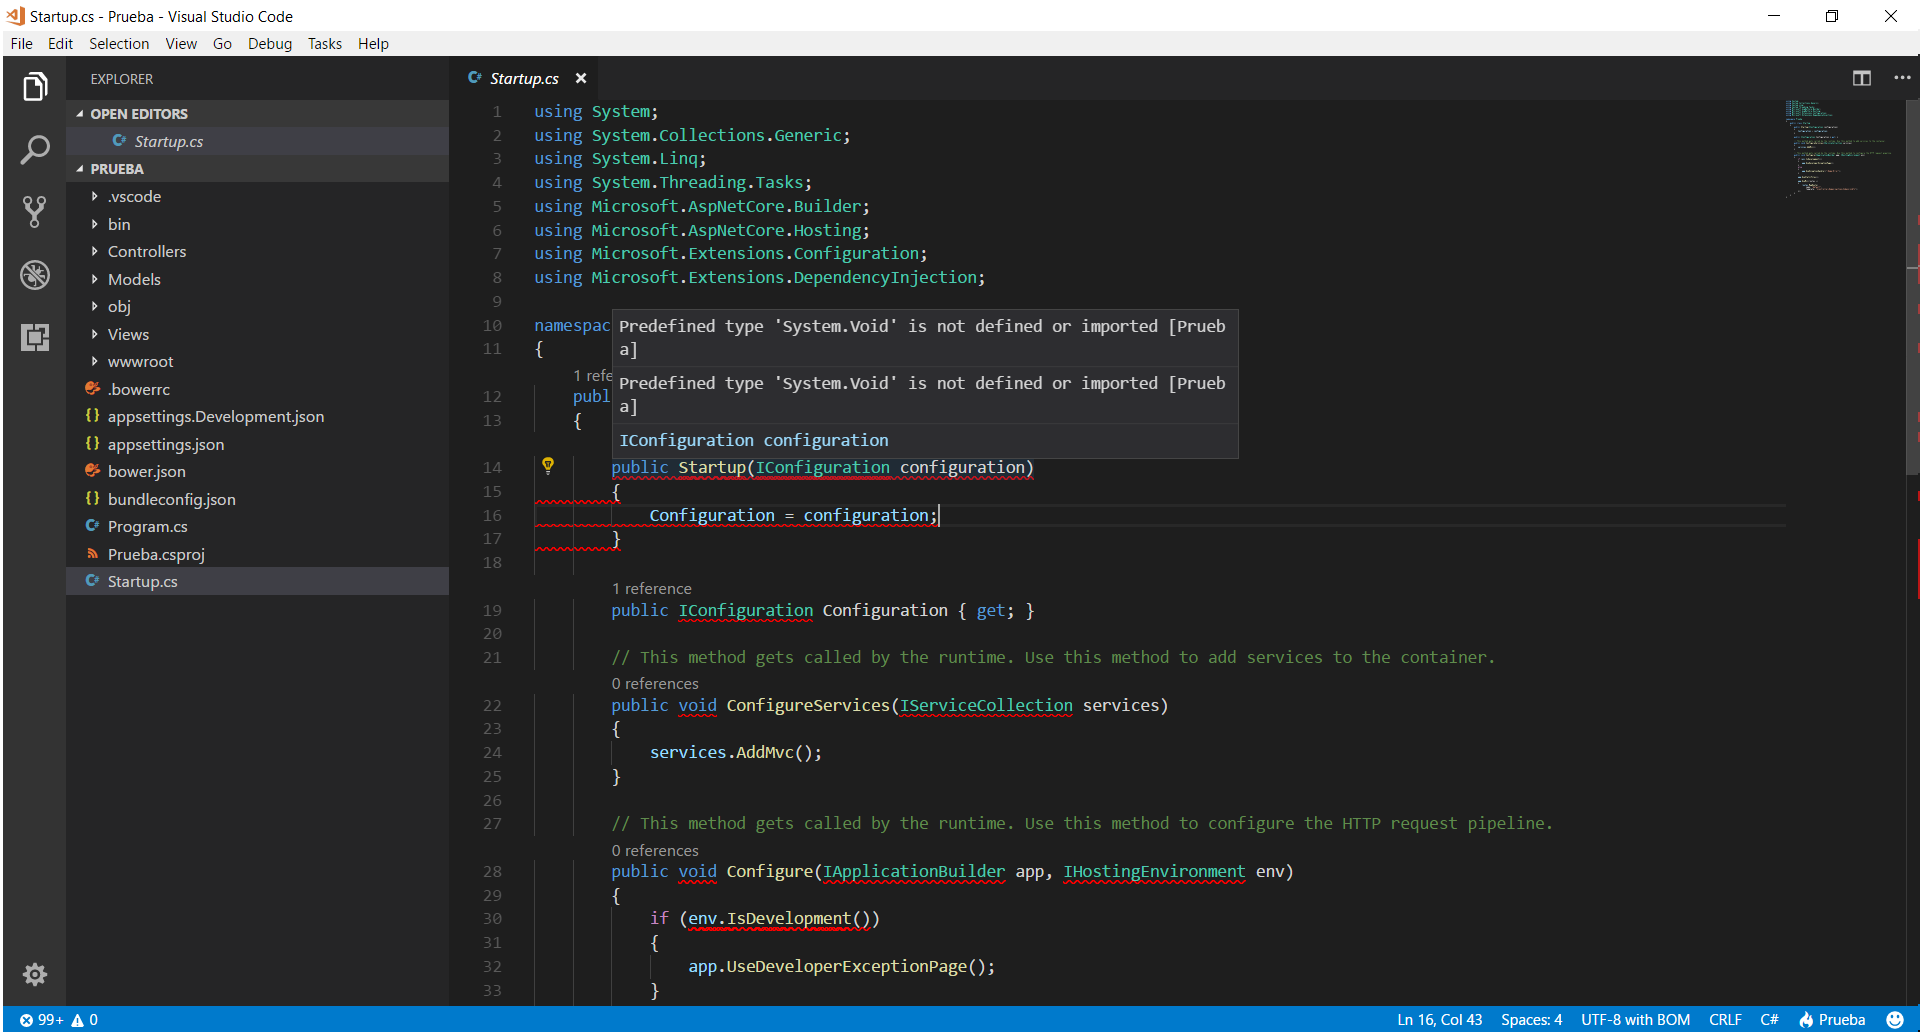 Startup.cs - Prueba - Visual Studio Code
File Edit Selection View Go Debug Tasks Help
EXPLORER
OPEN EDITORS
Startup.cs
PRUEBA
.vscode
bin
Controllers
Models
obj
Views
wwwroot
.bowerrc
appsettings.Development.json
appsettings.json
bower.json
bundleconfig.json
Program.cs
Prueba.csproj
Startup.cs
Startup.cs
1 using System;
2 using System.Collections.Generic;
3 using System.Linq;
4 using System.Threading.Tasks;
5 using Microsoft.AspNetCore.Builder;
6 using Microsoft.AspNetCore.Hosting;
7 using Microsoft.Extensions.Configuration;
8 using Microsoft.Extensions.DependencyInjection;
9
10 namespac
11 {
1 refe
12 publ
13 {
Predefined type 'System.Void' is not defined or imported [Prueb
a]
Predefined type 'System.Void' is not defined or imported [Prueb
a]
IConfiguration configuration
14 public Startup(IConfiguration configuration)
15 {
16 Configuration = configuration;
17 }
18
1 reference
19 public IConfiguration Configuration { get; }
20
21 // This method gets called by the runtime. Use this method to add services to the container.
0 references
22 public void ConfigureServices(IServiceCollection services)
23 {
24 services.AddMvc();
25 }
26
27 // This method gets called by the runtime. Use this method to configure the HTTP request pipeline.
0 references
28 public void Configure(IApplicationBuilder app, IHostingEnvironment env)
29 {
30 if (env.IsDevelopment())
31 {
32 app.UseDeveloperExceptionPage();
33 }
99+ 0
Ln 16, Col 43 Spaces: 4 UTF-8 with BOM CRLF C# Prueba